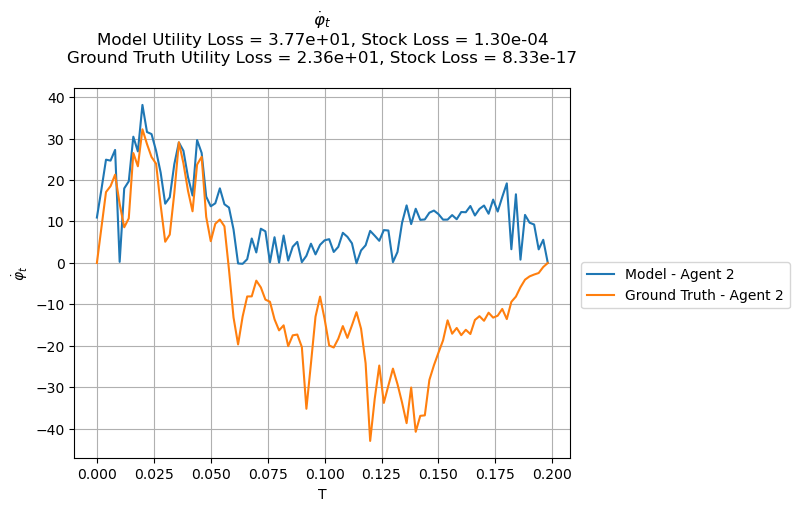 φ̇ₜ
Model Utility Loss = 3.77e+01, Stock Loss = 1.30e-04
Ground Truth Utility Loss = 2.36e+01, Stock Loss = 8.33e-17
40
30
20
10
0
−10
−20
−30
−40
φ̇ₜ
0.000
0.025
0.050
0.075
0.100
0.125
0.150
0.175
0.200
T
Model - Agent 2
Ground Truth - Agent 2